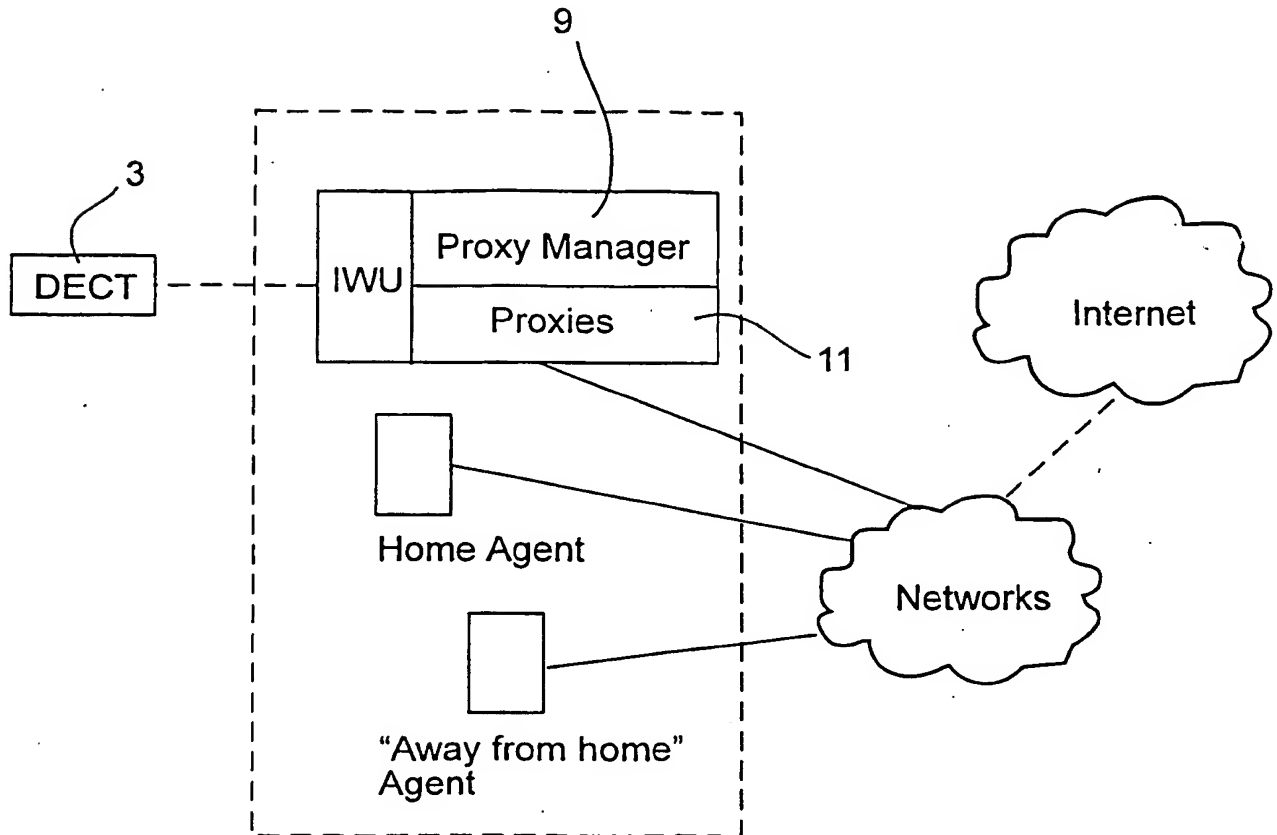 9
3
DECT
IWU
Proxy Manager
Proxies
11
Internet
Home Agent
Networks
“Away from home”
Agent